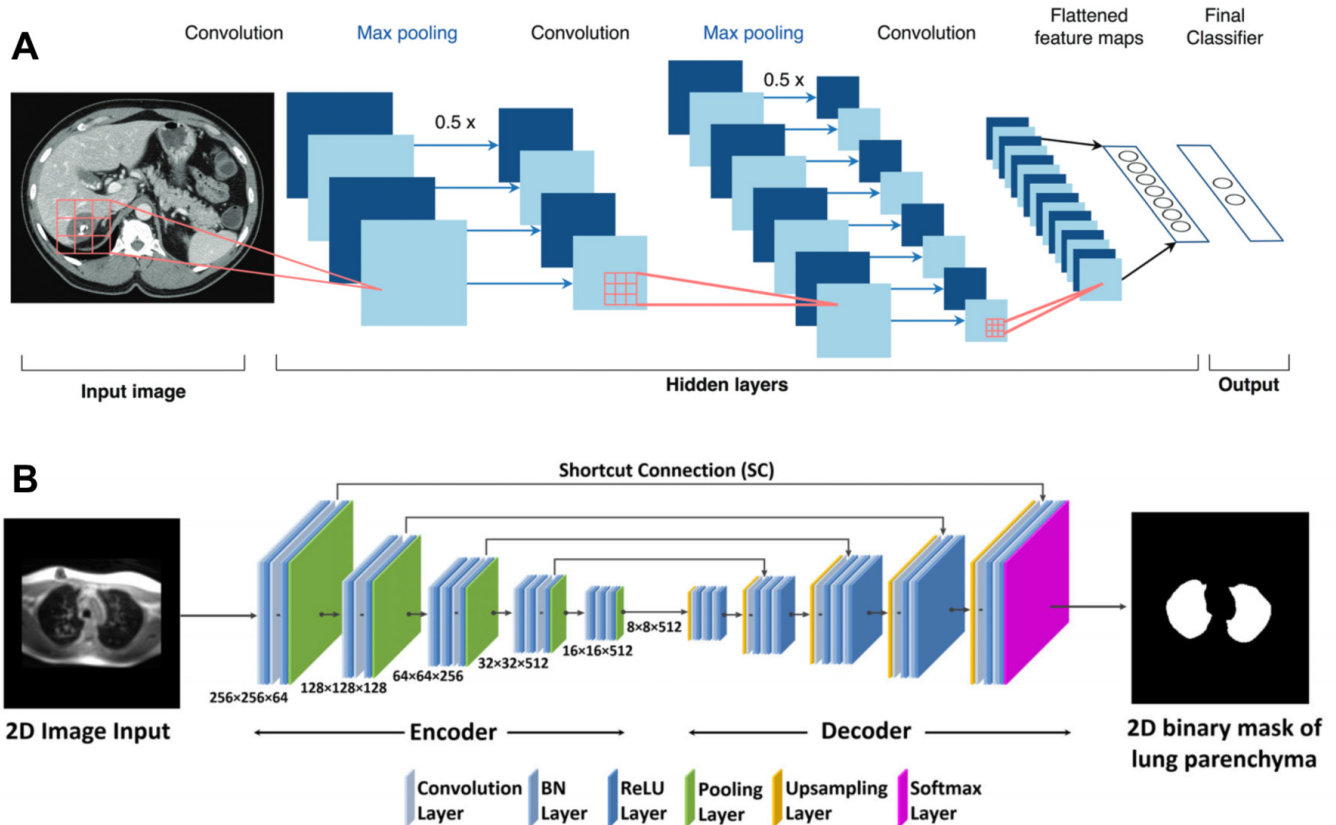 A
Convolution
Max pooling
Convolution
Max pooling
Convolution
Flattened
feature maps
Final
Classifier
0.5 x
0.5 x
Input image
Hidden layers
Output
B
Shortcut Connection (SC)
256×256×64
128×128×128
64×64×256
32×32×512
16×16×512
8×8×512
2D Image Input
Encoder
Decoder
2D binary mask of
lung parenchyma
Convolution
Layer
BN
Layer
ReLU
Layer
Pooling
Layer
Upsampling
Layer
Softmax
Layer